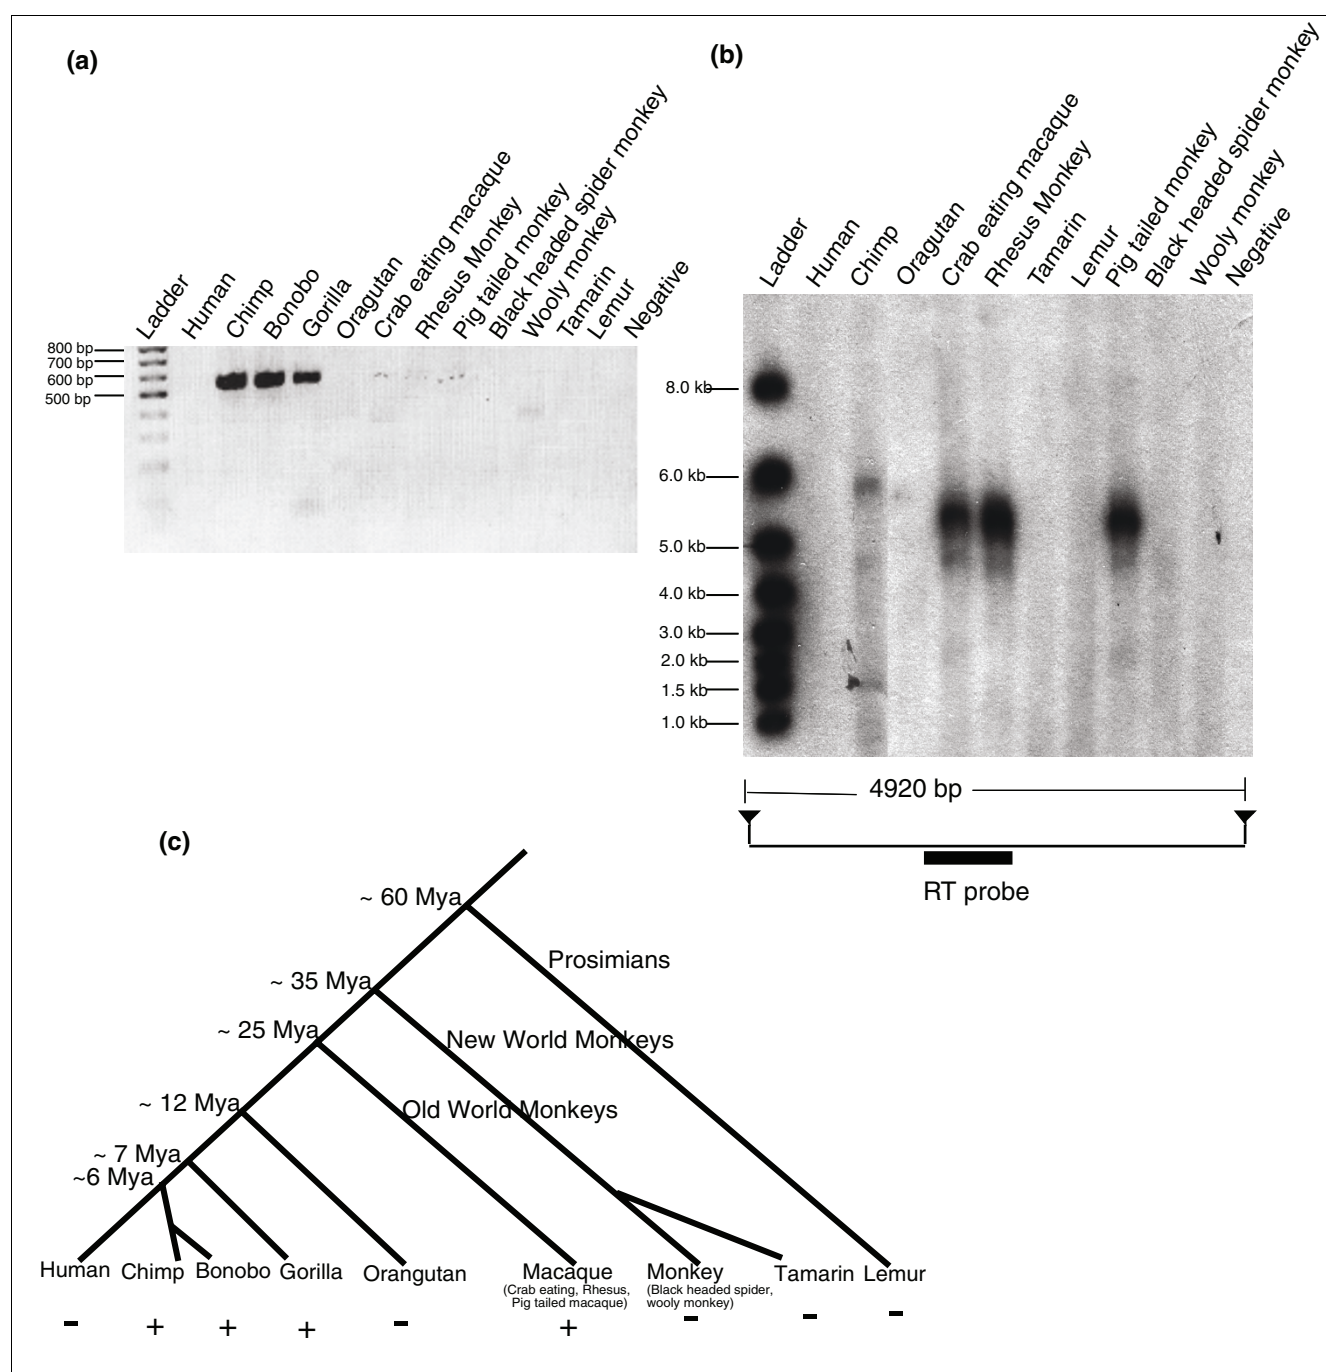 (a)
Ladder
Human
Chimp
Bonobo
Gorilla
Oragutan
Crab eating macaque
Rhesus Monkey
Pig tailed monkey
Black headed spider monkey
Wooly monkey
Tamarin
Lemur
Negative
800 bp
700 bp
600 bp
500 bp
(b)
Ladder
Human
Chimp
Oragutan
Crab eating macaque
Rhesus Monkey
Tamarin
Lemur
Pig tailed monkey
Black headed spider monkey
Wooly monkey
Negative
8.0 kb
6.0 kb
5.0 kb
4.0 kb
3.0 kb
2.0 kb
1.5 kb
1.0 kb
4920 bp
RT probe
(c)
~ 60 Mya
Prosimians
~ 35 Mya
New World Monkeys
~ 25 Mya
Old World Monkeys
~ 12 Mya
~ 7 Mya
~6 Mya
Human Chimp Bonobo Gorilla Orangutan Macaque Monkey Tamarin Lemur
(Crab eating, Rhesus, (Black headed spider,
Pig tailed macaque) wooly monkey)
- + + + - + - - -